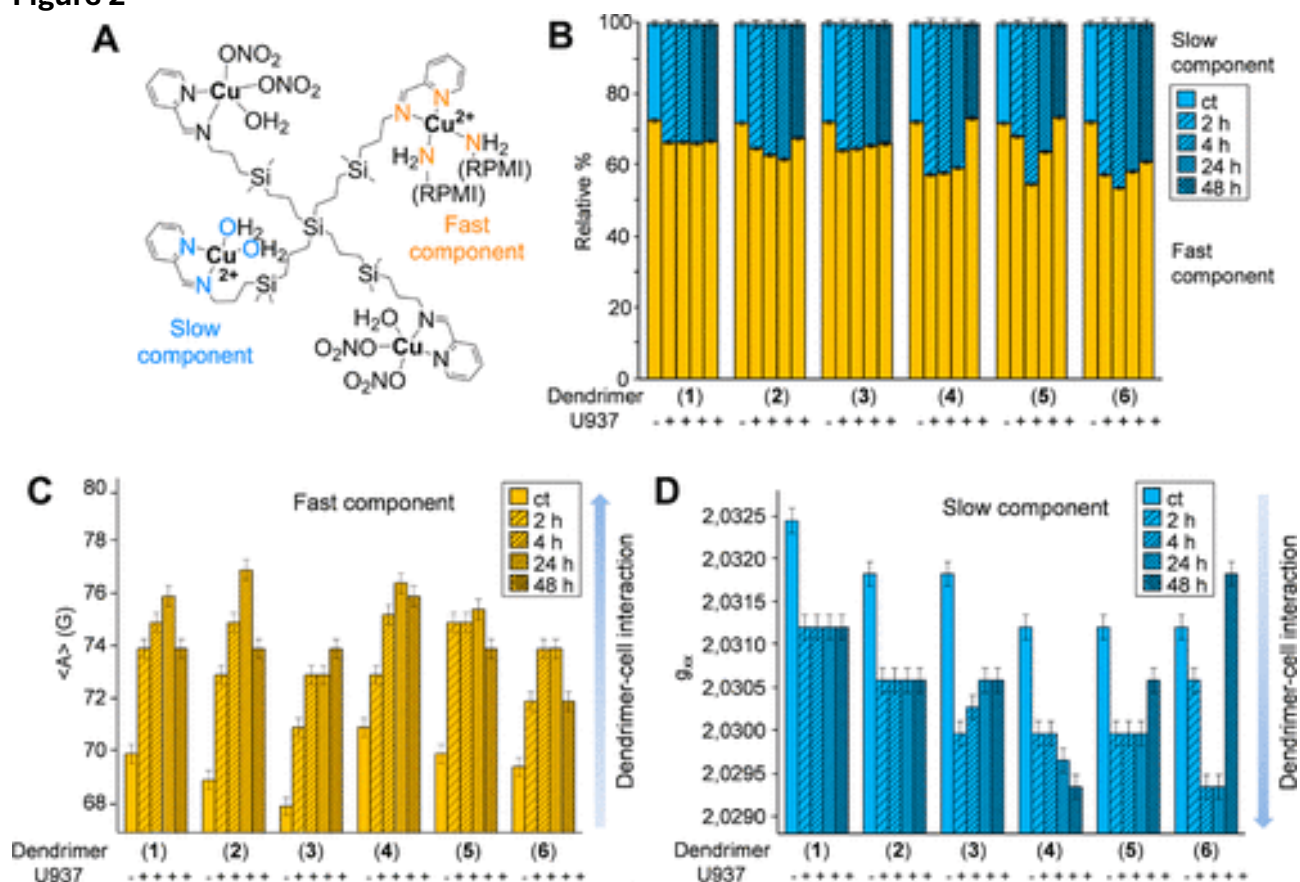 Figure 2
A
ONO2
Cu
ONO2
OH2
N
N
Si
N
N
Cu2+
H2N
NH2
(RPMI)
(RPMI)
Fast
component
Si
Si
OH2
OH2
N
Cu
2+
N
Si
Slow
component
Si
H2O
N
O2NO
Cu
N
O2NO
B
100
80
60
40
20
0
Relative %
Slow
component
ct
2 h
4 h
24 h
48 h
Fast
component
Dendrimer (1) (2) (3) (4) (5) (6)
U937 - + + + + - + + + + - + + + + - + + + + - + + + + - + + + +
C
Fast component
80
78
76
74
72
70
68
<A> (G)
ct
2 h
4 h
24 h
48 h
Dendrimer-cell interaction
Dendrimer (1) (2) (3) (4) (5) (6)
U937 - + + + + - + + + + - + + + + - + + + + - + + + + - + + + +
D
Slow component
2,0325
2,0320
2,0315
2,0310
2,0305
2,0300
2,0295
2,0290
gxx
ct
2 h
4 h
24 h
48 h
Dendrimer-cell interaction
Dendrimer (1) (2) (3) (4) (5) (6)
U937 - + + + + - + + + + - + + + + - + + + + - + + + + - + + + +